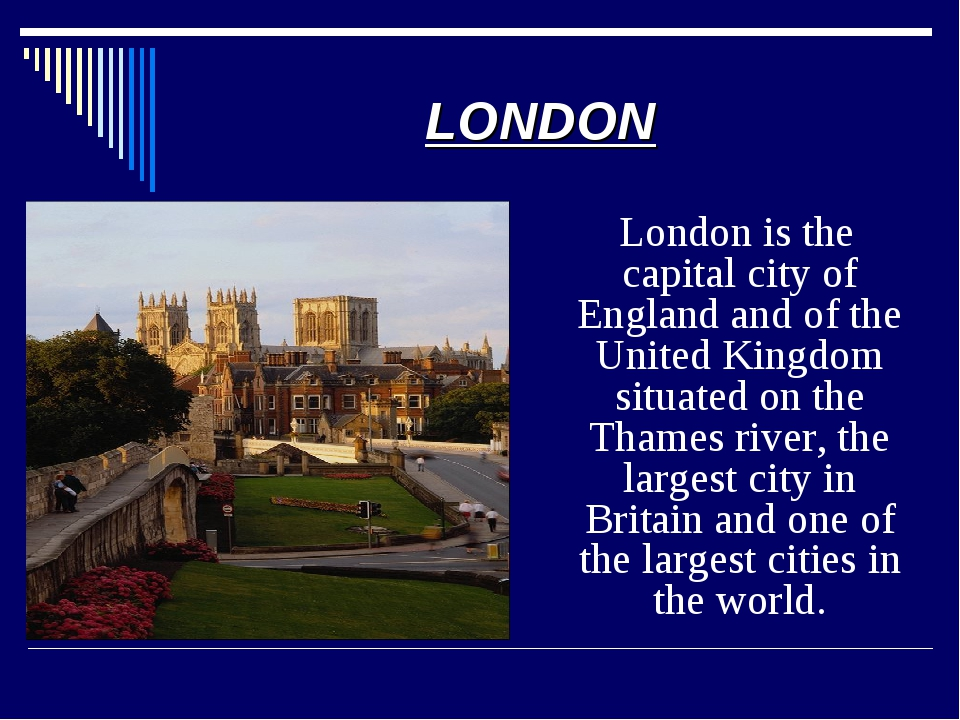 LONDON
London is the
capital city of
England and of the
United Kingdom
situated on the
Thames river, the
largest city in
Britain and one of
the largest cities in
the world.